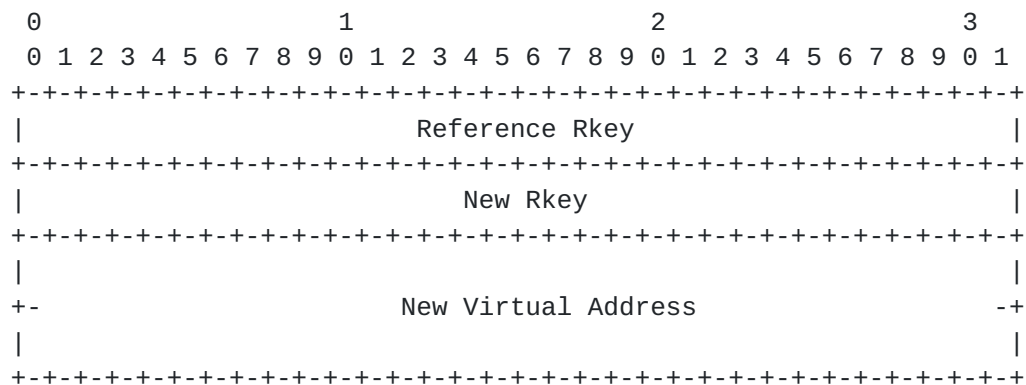 0                   1                   2                   3
 0 1 2 3 4 5 6 7 8 9 0 1 2 3 4 5 6 7 8 9 0 1 2 3 4 5 6 7 8 9 0 1
+-+-+-+-+-+-+-+-+-+-+-+-+-+-+-+-+-+-+-+-+-+-+-+-+-+-+-+-+-+-+-+-+
|                         Reference Rkey                        |
+-+-+-+-+-+-+-+-+-+-+-+-+-+-+-+-+-+-+-+-+-+-+-+-+-+-+-+-+-+-+-+-+
|                            New Rkey                           |
+-+-+-+-+-+-+-+-+-+-+-+-+-+-+-+-+-+-+-+-+-+-+-+-+-+-+-+-+-+-+-+-+
|                                                               |
+-                       New Virtual Address                   -+
|                                                               |
+-+-+-+-+-+-+-+-+-+-+-+-+-+-+-+-+-+-+-+-+-+-+-+-+-+-+-+-+-+-+-+-+